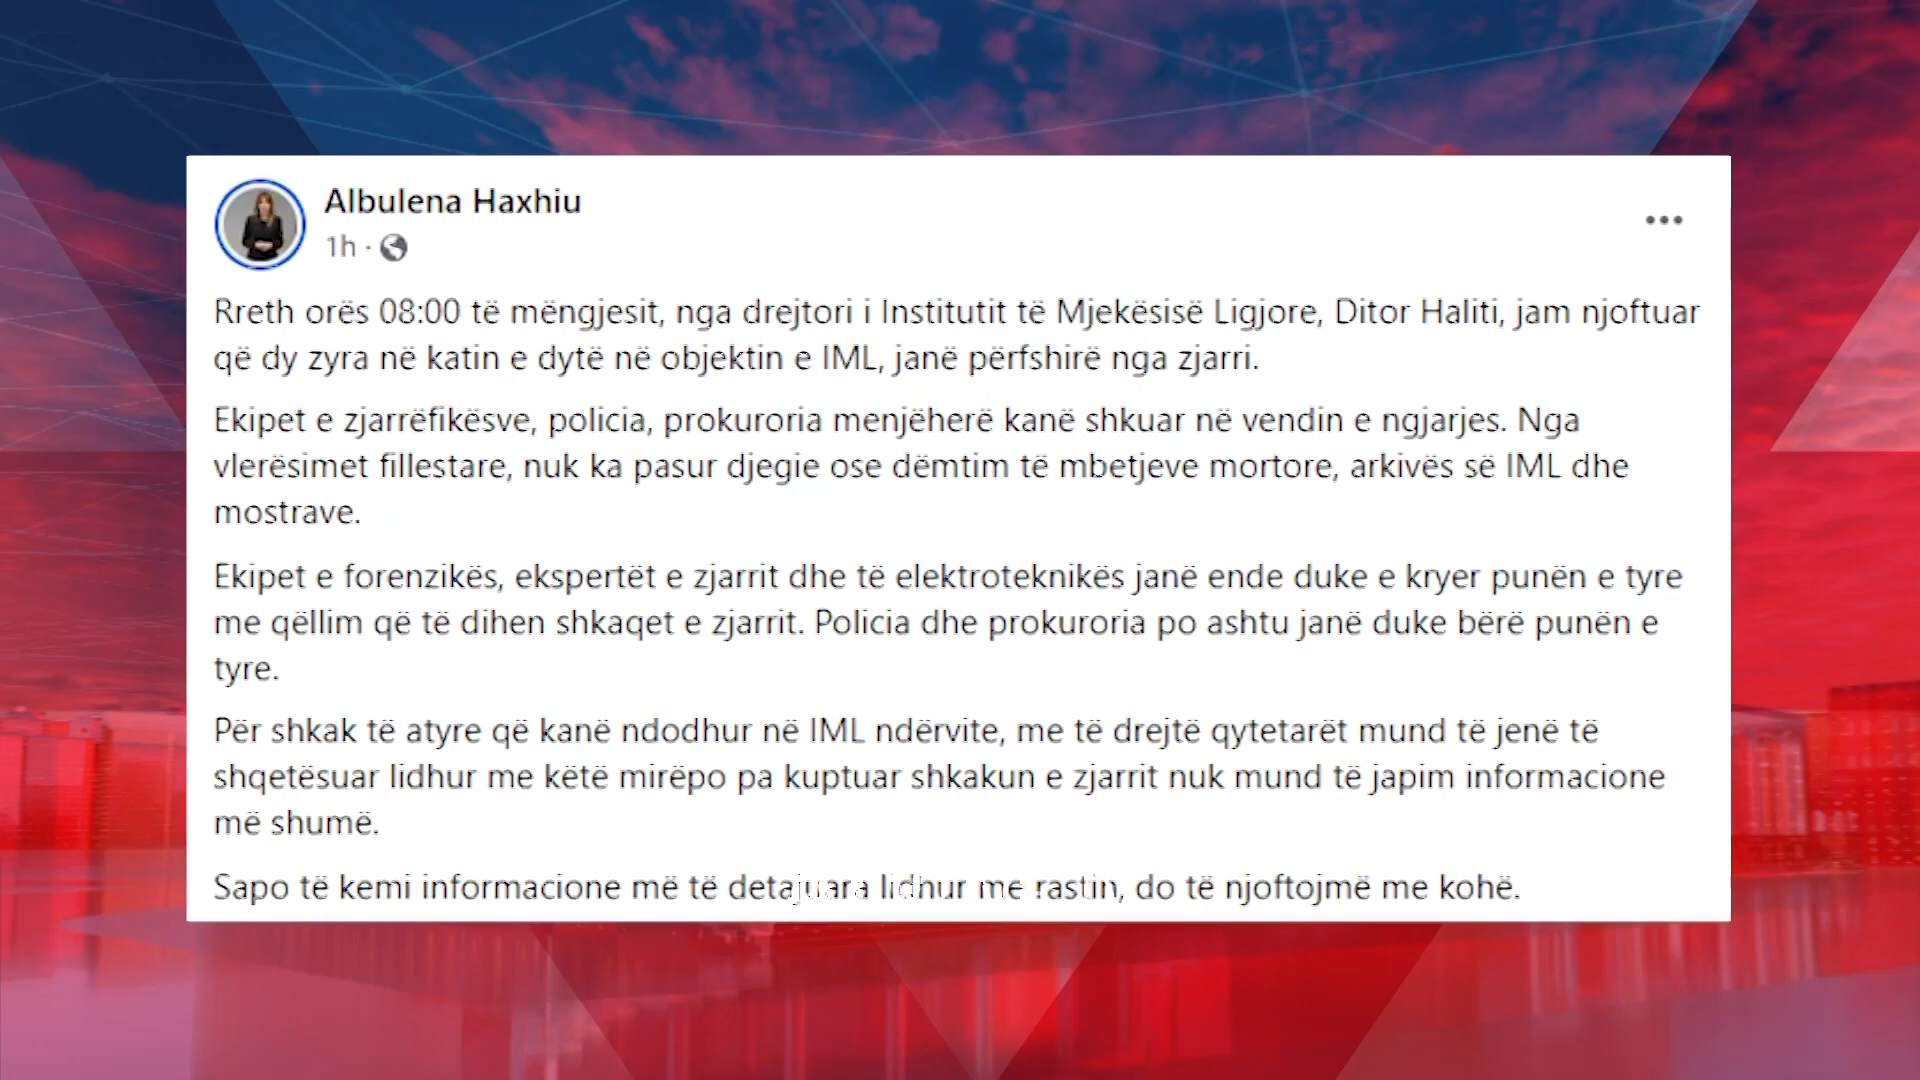 Albulena Haxhiu
1h ·
Rreth orës 08:00 të mëngjesit, nga drejtori i Institutit të Mjekësisë Ligjore, Ditor Haliti, jam njoftuar
që dy zyra në katin e dytë në objektin e IML, janë përfshirë nga zjarri.
Ekipet e zjarrëfikësve, policia, prokuroria menjëherë kanë shkuar në vendin e ngjarjes. Nga
vlerësimet fillestare, nuk ka pasur djegie ose dëmtim të mbetjeve mortore, arkivës së IML dhe
mostrave.
Ekipet e forenzikës, ekspertët e zjarrit dhe të elektroteknikës janë ende duke e kryer punën e tyre
me qëllim që të dihen shkaqet e zjarrit. Policia dhe prokuroria po ashtu janë duke bërë punën e
tyre.
Për shkak të atyre që kanë ndodhur në IML ndërvite, me të drejtë qytetarët mund të jenë të
shqetësuar lidhur me këtë mirëpo pa kuptuar shkakun e zjarrit nuk mund të japim informacione
më shumë.
Sapo të kemi informacione më të detajuara lidhur me rastin, do të njoftojmë me kohë.